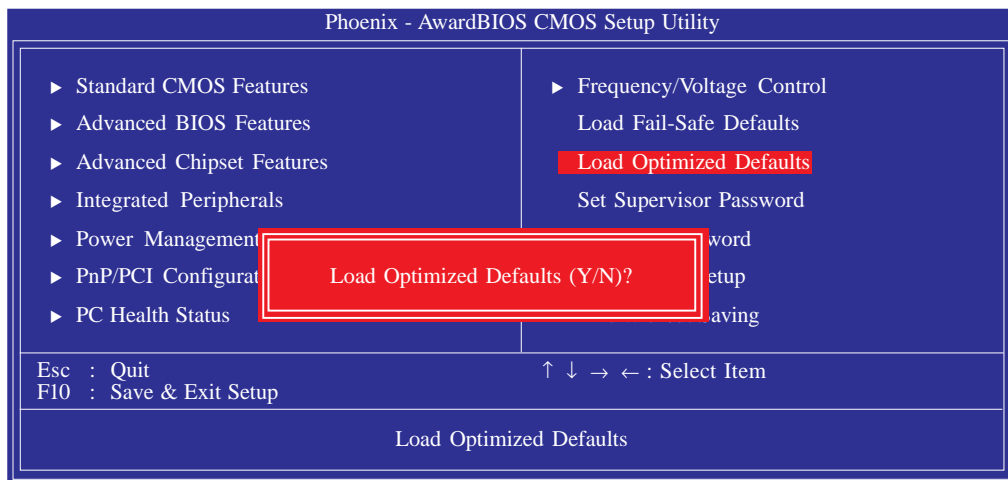 Phoenix - AwardBIOS CMOS Setup Utility
▶ Standard CMOS Features
▶ Advanced BIOS Features
▶ Advanced Chipset Features
▶ Integrated Peripherals
▶ Power Management
▶ PnP/PCI Configurat
▶ PC Health Status
▶ Frequency/Voltage Control
Load Fail-Safe Defaults
Load Optimized Defaults
Set Supervisor Password
word
etup
aving
Load Optimized Defaults (Y/N)?
Esc : Quit
F10 : Save & Exit Setup
↑ ↓ → ← : Select Item
Load Optimized Defaults